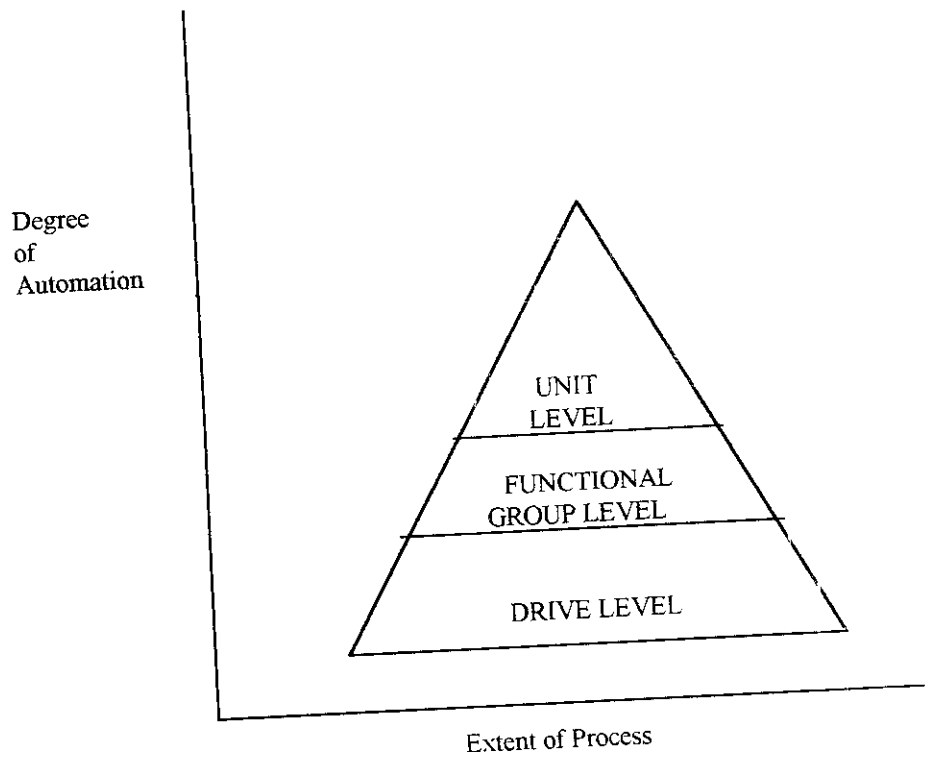 Degree
of
Automation
UNIT
LEVEL
FUNCTIONAL
GROUP LEVEL
DRIVE LEVEL
Extent of Process